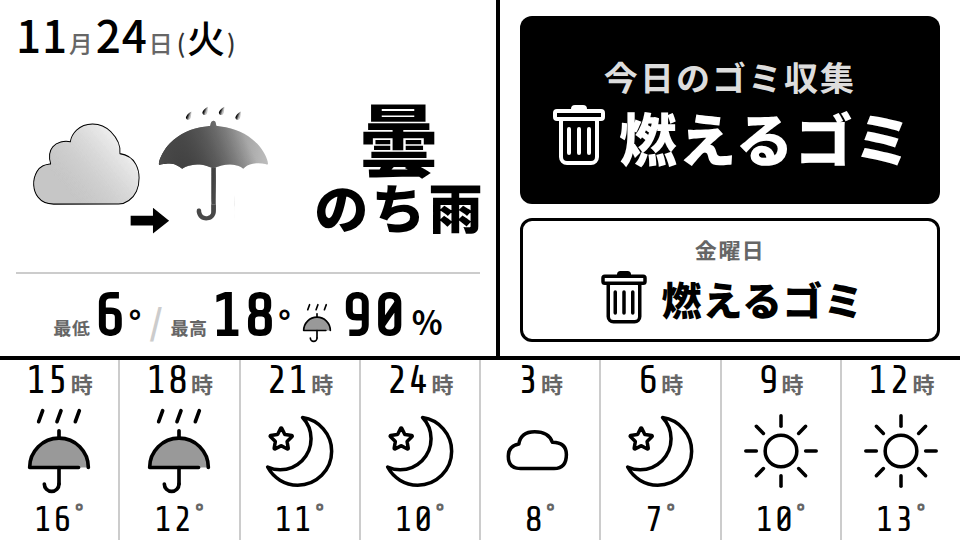 11月24日(火)
曇
のち雨
最低 6° / 最高 18° 90 %
今日のゴミ収集
燃えるゴミ
金曜日
燃えるゴミ
15時 18時 21時 24時 3時 6時 9時 12時
16° 12° 11° 10° 8° 7° 10° 13°